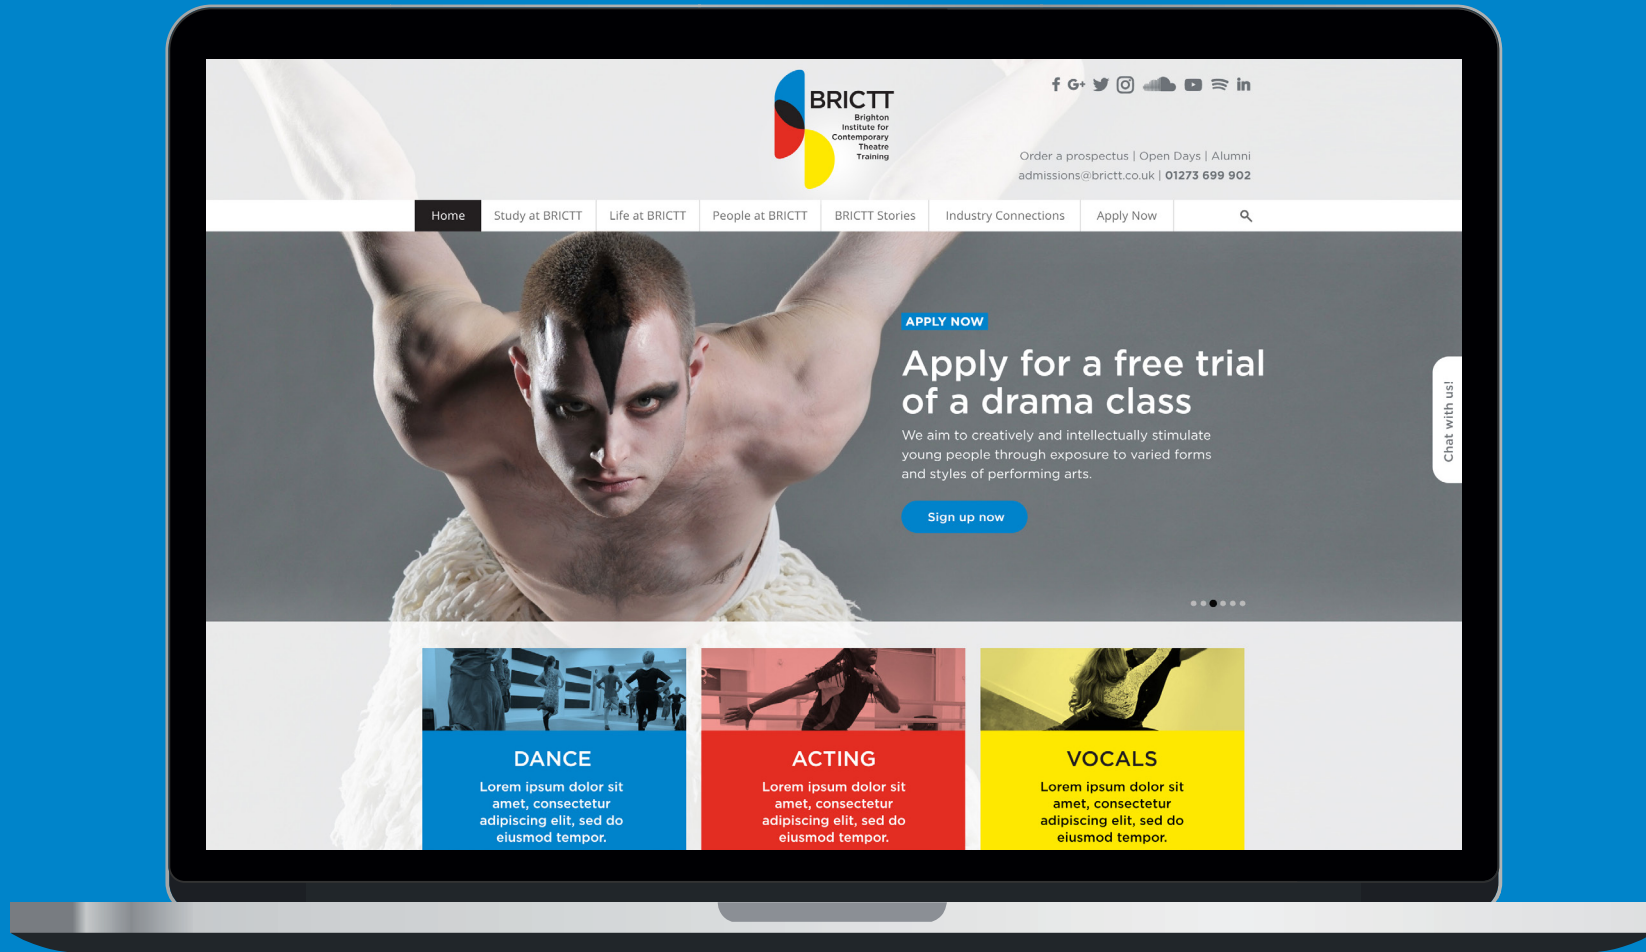 BRICTT
Brighton
Institute for
Contemporary
Theatre
Training
Order a prospectus | Open Days | Alumni
admissions@brictt.co.uk | 01273 699 902
Home Study at BRICTT Life at BRICTT People at BRICTT BRICTT Stories Industry Connections Apply Now
APPLY NOW
Apply for a free trial
of a drama class
We aim to creatively and intellectually stimulate
young people through exposure to varied forms
and styles of performing arts.
Sign up now
Chat with us!
DANCE
Lorem ipsum dolor sit
amet, consectetur
adipiscing elit, sed do
eiusmod tempor.
ACTING
Lorem ipsum dolor sit
amet, consectetur
adipiscing elit, sed do
eiusmod tempor.
VOCALS
Lorem ipsum dolor sit
amet, consectetur
adipiscing elit, sed do
eiusmod tempor.